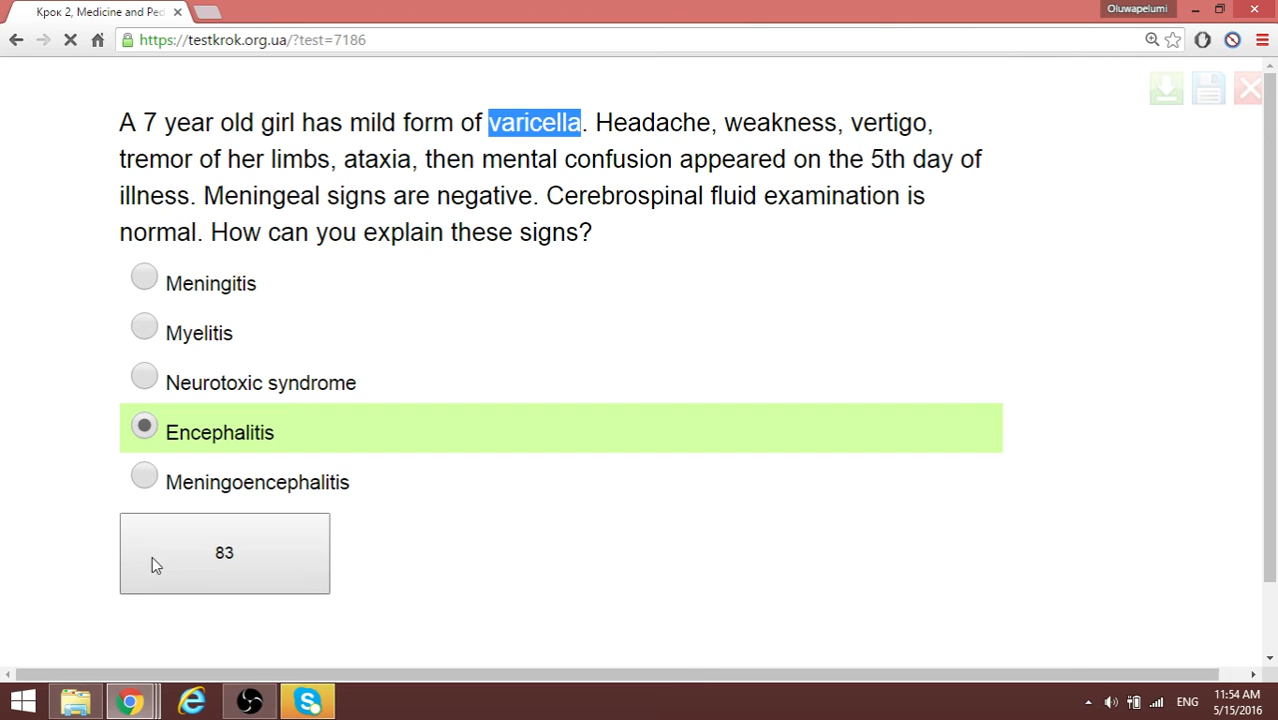 Крок 2, Medicine and Ped
Oluwapelumi
https://testkrok.org.ua/?test=7186
A 7 year old girl has mild form of varicella. Headache, weakness, vertigo,
tremor of her limbs, ataxia, then mental confusion appeared on the 5th day of
illness. Meningeal signs are negative. Cerebrospinal fluid examination is
normal. How can you explain these signs?
Meningitis
Myelitis
Neurotoxic syndrome
Encephalitis
Meningoencephalitis
83
ENG
11:54 AM
5/15/2016